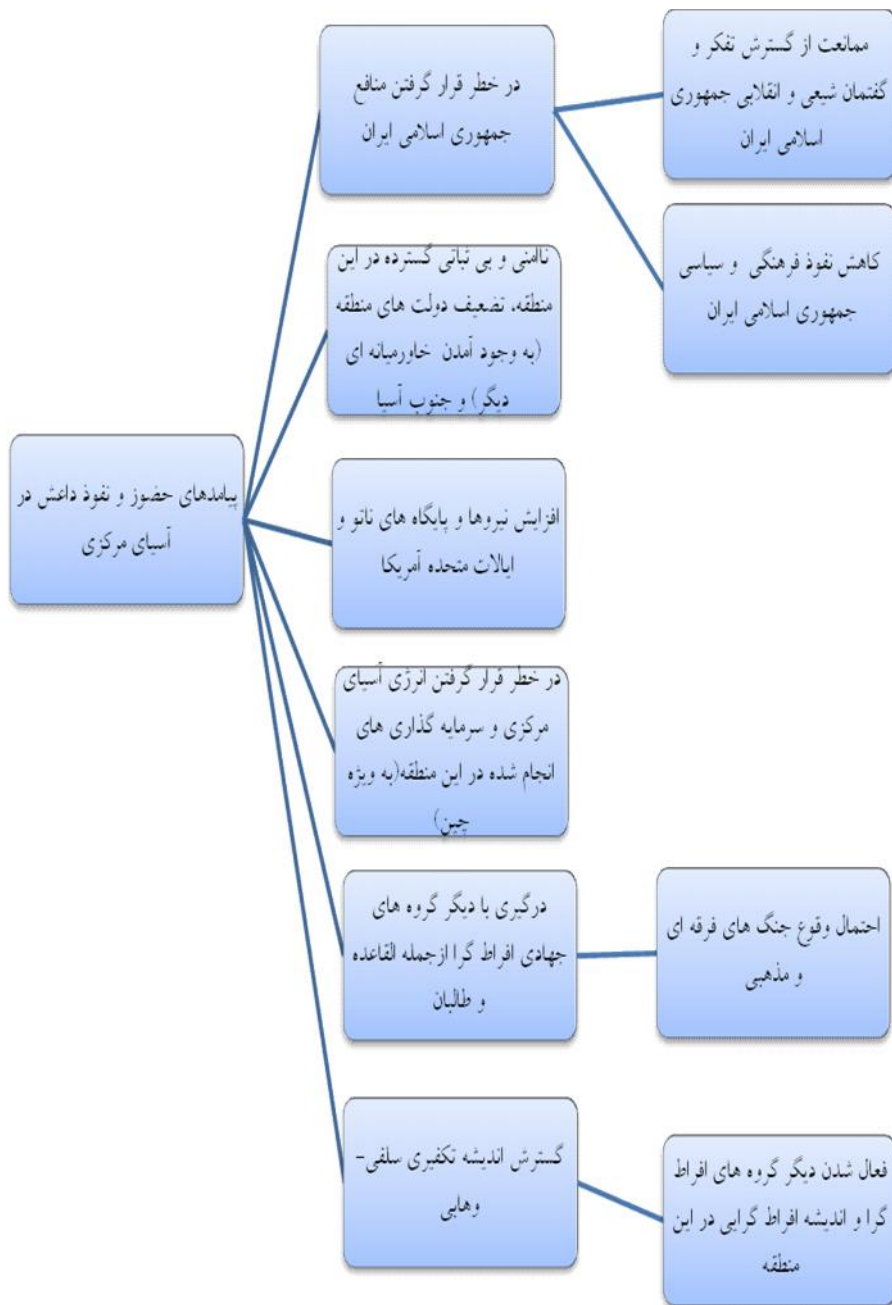 پیامدهای حضوز و نفوذ داعش در
آسیای مرکزی
در خطر قرار گرفتن منافع
جمهوری اسلامی ایران
ممانعت از گسترش تفکر و
گفتمان شیعی و انقلابی جمهوری
اسلامی ایران
کاهش نفوذ فرهنگی و سیاسی
جمهوری اسلامی ایران
ناامنی و بی ثباتی گسترده در این
منطقه، تضعیف دولت های منطقه
(به وجود آمدن خاورمیانه ای
دیگر) و جنوب آسیا
افزایش نیروها و پایگاه های ناتو و
ایالات متحده آمریکا
در خطر قرار گرفتن انرژی آسیای
مرکزی و سرمایه گذاری های
انجام شده در این منطقه(به ویژه
چین)
درگیری با دیگر گروه های
جهادی افراط گرا ازجمله القاعده
و طالبان
احتمال وقوع جنگ های فرقه ای
و مذهبی
گسترش اندیشه تکفیری سلفی-
وهابی
فعال شدن دیگر گروه های افراط
گرا و اندیشه افراط گرایی در این
منطقه